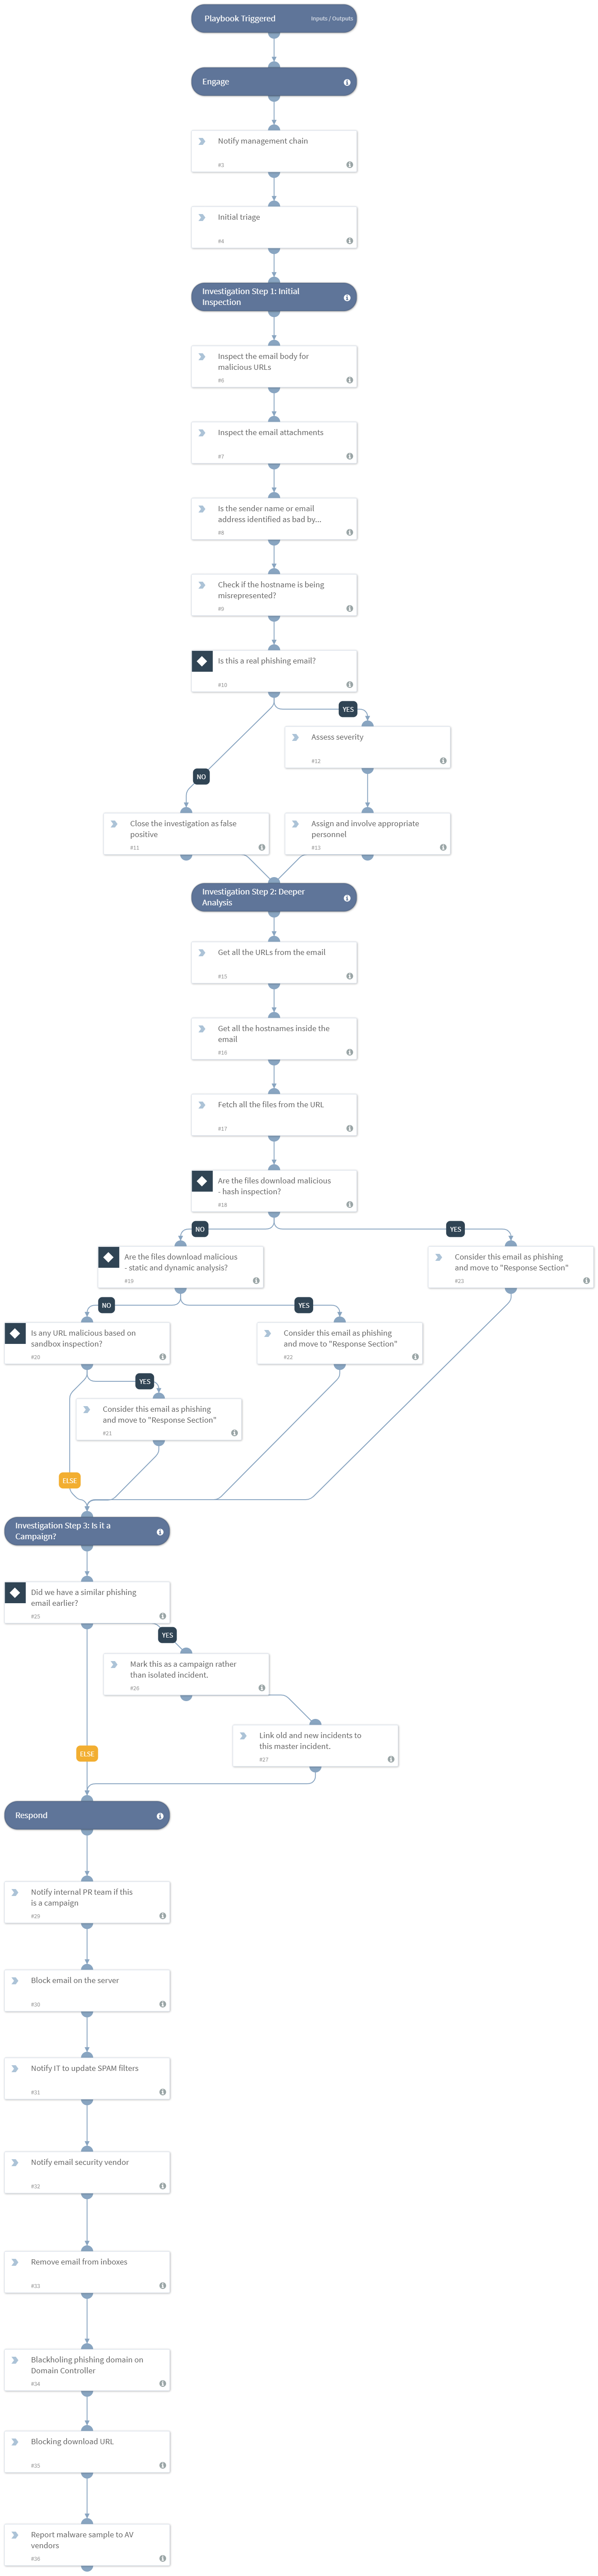 Playbook Triggered
Inputs / Outputs
Engage
Notify management chain
#3
Initial triage
#4
Investigation Step 1: Initial
Inspection
Inspect the email body for
malicious URLs
#6
Inspect the email attachments
#7
Is the sender name or email
address identified as bad by...
#8
Check if the hostname is being
misrepresented?
#9
Is this a real phishing email?
#10
YES
Assess severity
#12
NO
Close the investigation as false
positive
#11
Assign and involve appropriate
personnel
#13
Investigation Step 2: Deeper
Analysis
Get all the URLs from the email
#15
Get all the hostnames inside the
email
#16
Fetch all the files from the URL
#17
Are the files download malicious
- hash inspection?
#18
NO
YES
Are the files download malicious
- static and dynamic analysis?
#19
Consider this email as phishing
and move to "Response Section"
#23
NO
YES
Is any URL malicious based on
sandbox inspection?
#20
Consider this email as phishing
and move to "Response Section"
#22
YES
Consider this email as phishing
and move to "Response Section"
#21
ELSE
Investigation Step 3: Is it a
Campaign?
Did we have a similar phishing
email earlier?
#25
YES
Mark this as a campaign rather
than isolated incident.
#26
Link old and new incidents to
this master incident.
#27
ELSE
Respond
Notify internal PR team if this
is a campaign
#29
Block email on the server
#30
Notify IT to update SPAM filters
#31
Notify email security vendor
#32
Remove email from inboxes
#33
Blackholing phishing domain on
Domain Controller
#34
Blocking download URL
#35
Report malware sample to AV
vendors
#36